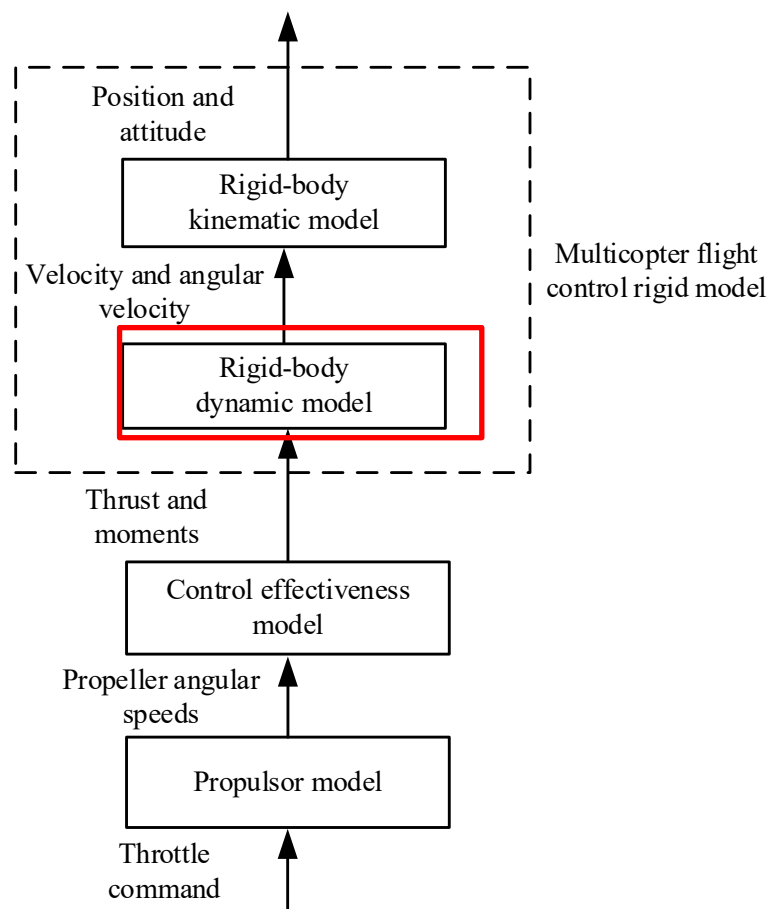 Position and
attitude
Rigid-body
kinematic model
Velocity and angular
velocity
Multicopter flight
control rigid model
Rigid-body
dynamic model
Thrust and
moments
Control effectiveness
model
Propeller angular
speeds
Propulsor model
Throttle
command